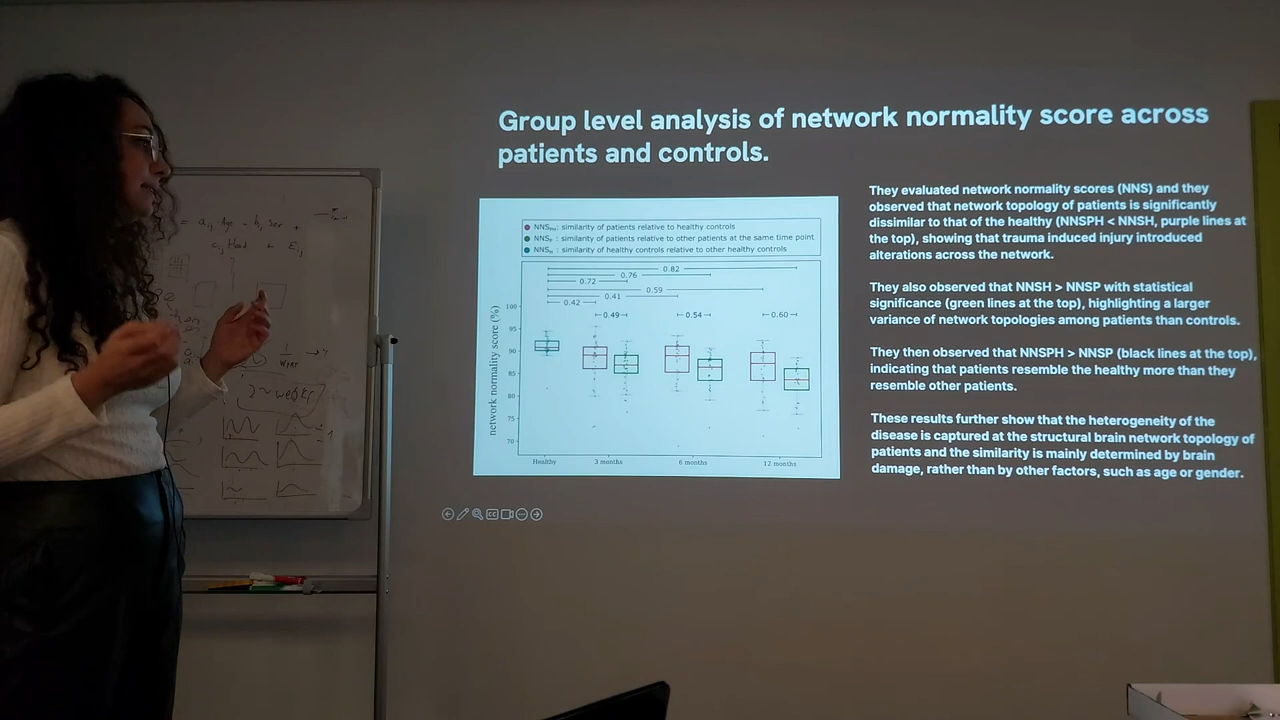 Group level analysis of network normality score across
patients and controls.
NNSPH: similarity of patients relative to healthy controls
NNSP : similarity of patients relative to other patients at the same time point
NNSH : similarity of healthy controls relative to other healthy controls
0.82
0.76
0.72
0.59
0.41
0.42
0.49
0.54
0.60
network normality score (%)
100
95
90
85
80
75
70
Healthy
3 months
6 months
12 months
They evaluated network normality scores (NNS) and they
observed that network topology of patients is significantly
dissimilar to that of the healthy (NNSPH < NNSH, purple lines at
the top), showing that trauma induced injury introduced
alterations across the network.
They also observed that NNSH > NNSP with statistical
significance (green lines at the top), highlighting a larger
variance of network topologies among patients than controls.
They then observed that NNSPH > NNSP (black lines at the top),
indicating that patients resemble the healthy more than they
resemble other patients.
These results further show that the heterogeneity of the
disease is captured at the structural brain network topology of
patients and the similarity is mainly determined by brain
damage, rather than by other factors, such as age or gender.
CC